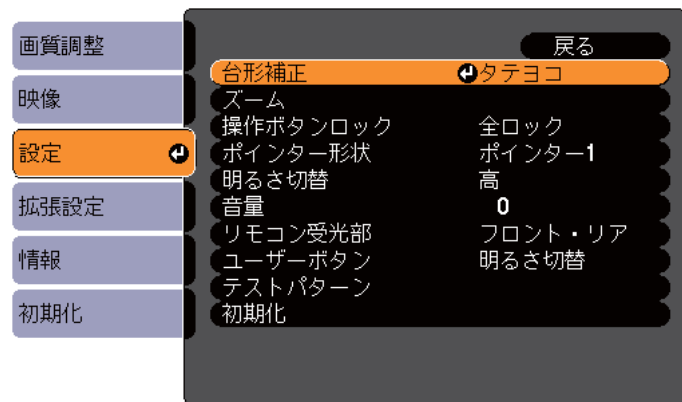 画質調整
映像
設定
拡張設定
情報
初期化
戻る
台形補正 タテヨコ
ズーム
操作ボタンロック 全ロック
ポインター形状 ポインター1
明るさ切替 高
音量 0
リモコン受光部 フロント・リア
ユーザーボタン 明るさ切替
テストパターン
初期化